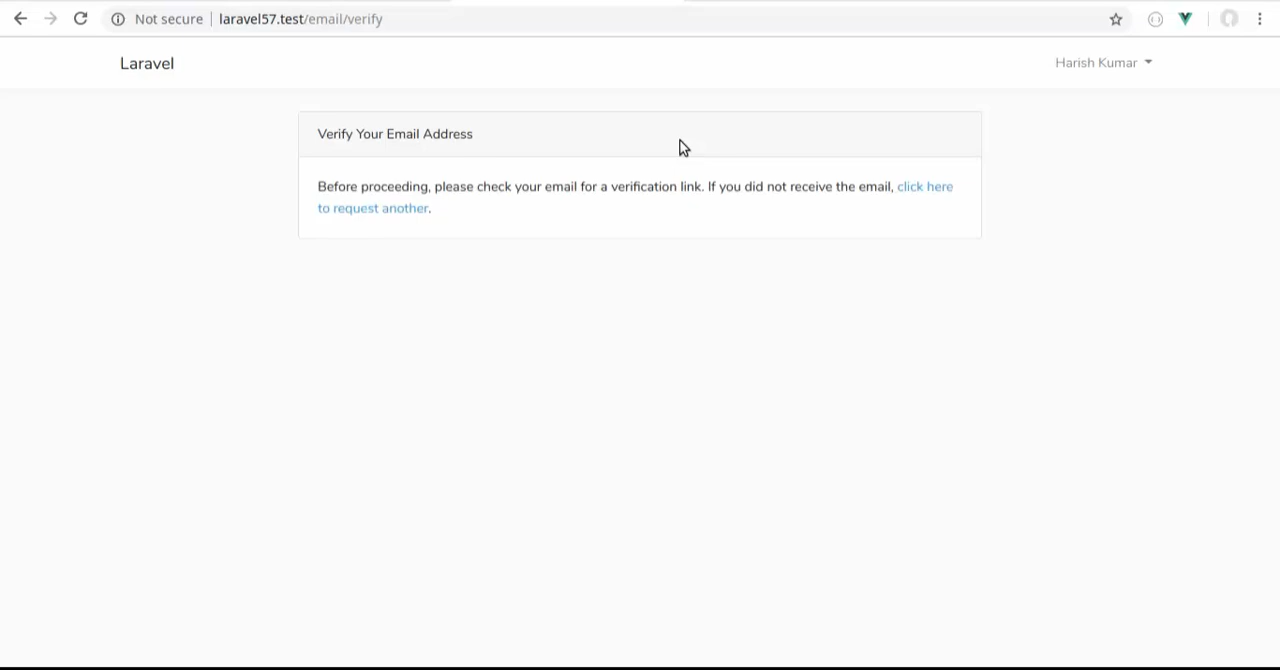 Not secure | laravel57.test/email/verify
Laravel
Harish Kumar
Verify Your Email Address
Before proceeding, please check your email for a verification link. If you did not receive the email, click here
to request another.